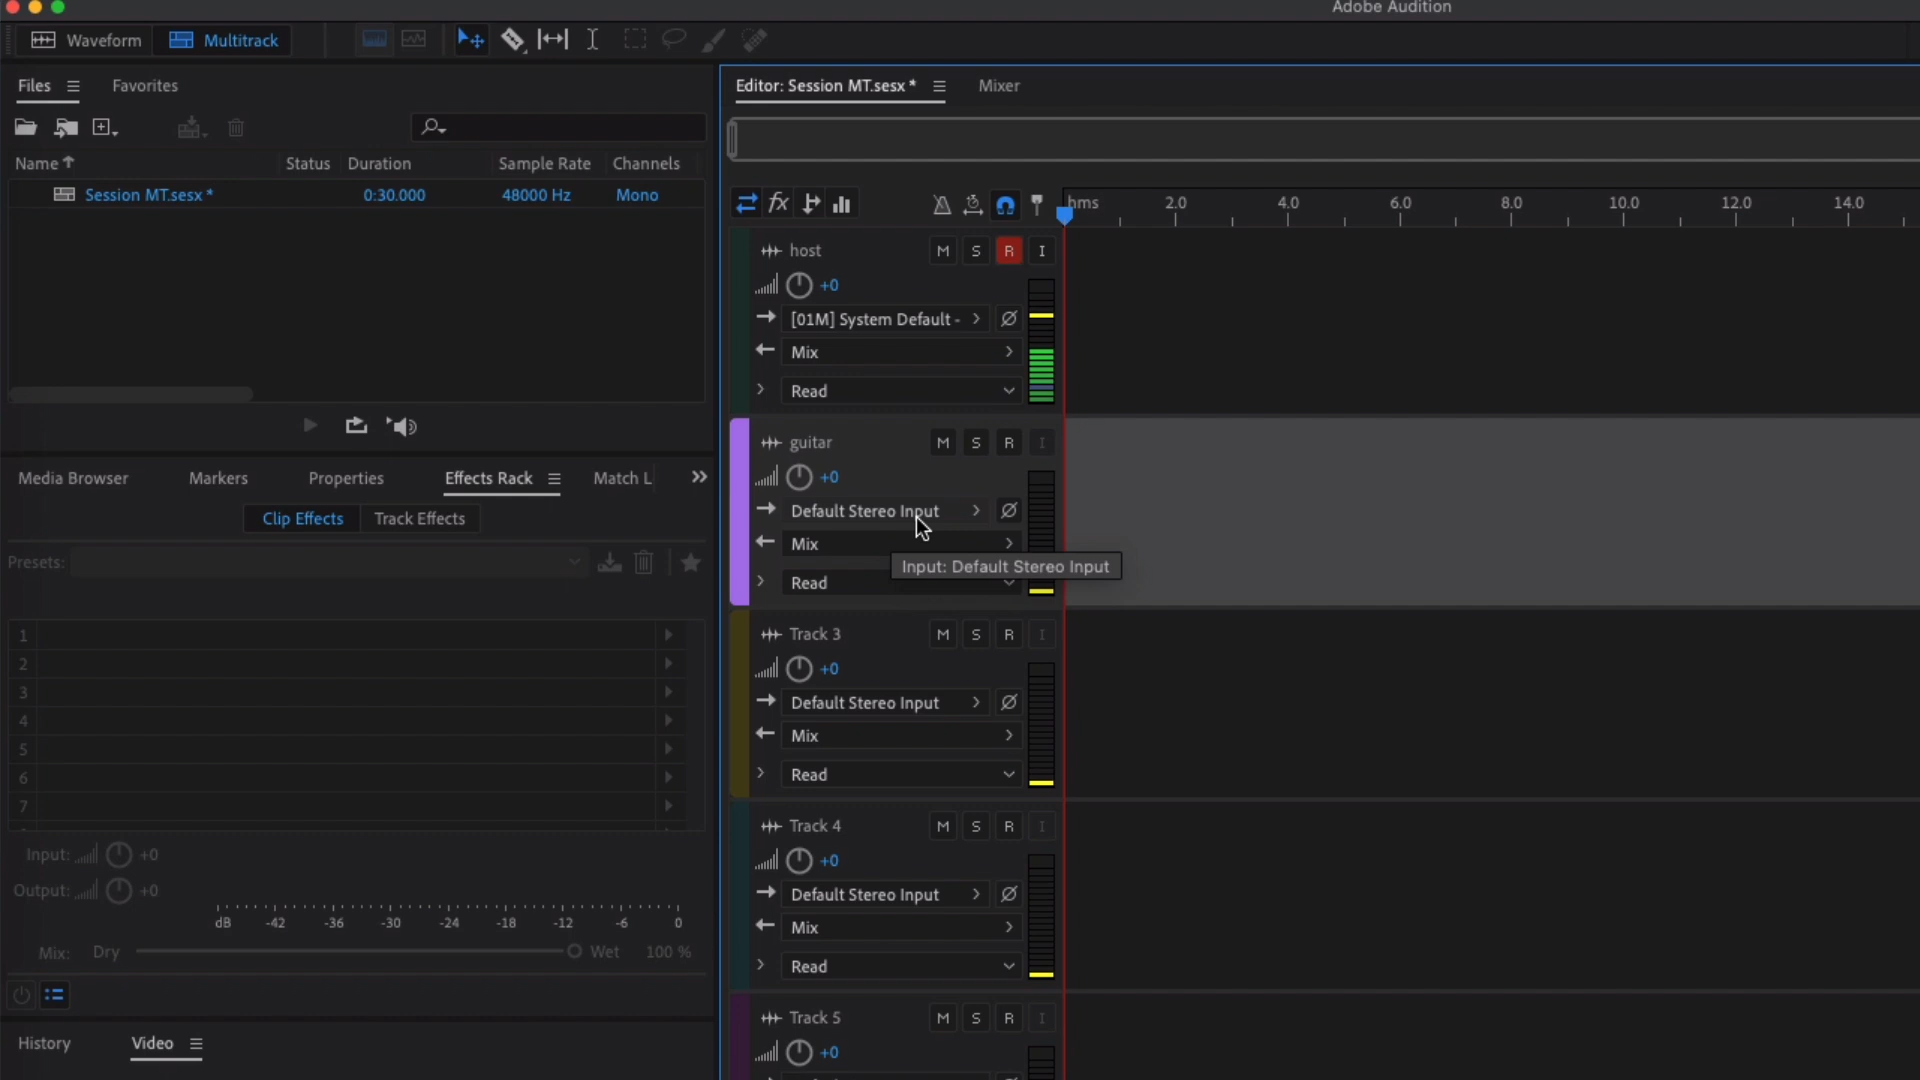 Adobe Audition
Waveform Multitrack
Files Favorites
Name Status Duration Sample Rate Channels
Session MT.sesx * 0:30.000 48000 Hz Mono
Media Browser Markers Properties Effects Rack Match L
Clip Effects Track Effects
Presets:
1
2
3
4
5
6
7
Input: +0
Output: +0
dB -42 -36 -30 -24 -18 -12 -6 0
Mix: Dry Wet 100 %
History Video
Editor: Session MT.sesx * Mixer
fx hms 2.0 4.0 6.0 8.0 10.0 12.0 14.0
host M S R I
+0
[01M] System Default -
Mix
Read
guitar M S R I
+0
Default Stereo Input
Mix
Input: Default Stereo Input
Read
Track 3 M S R I
+0
Default Stereo Input
Mix
Read
Track 4 M S R I
+0
Default Stereo Input
Mix
Read
Track 5 M S R I
+0